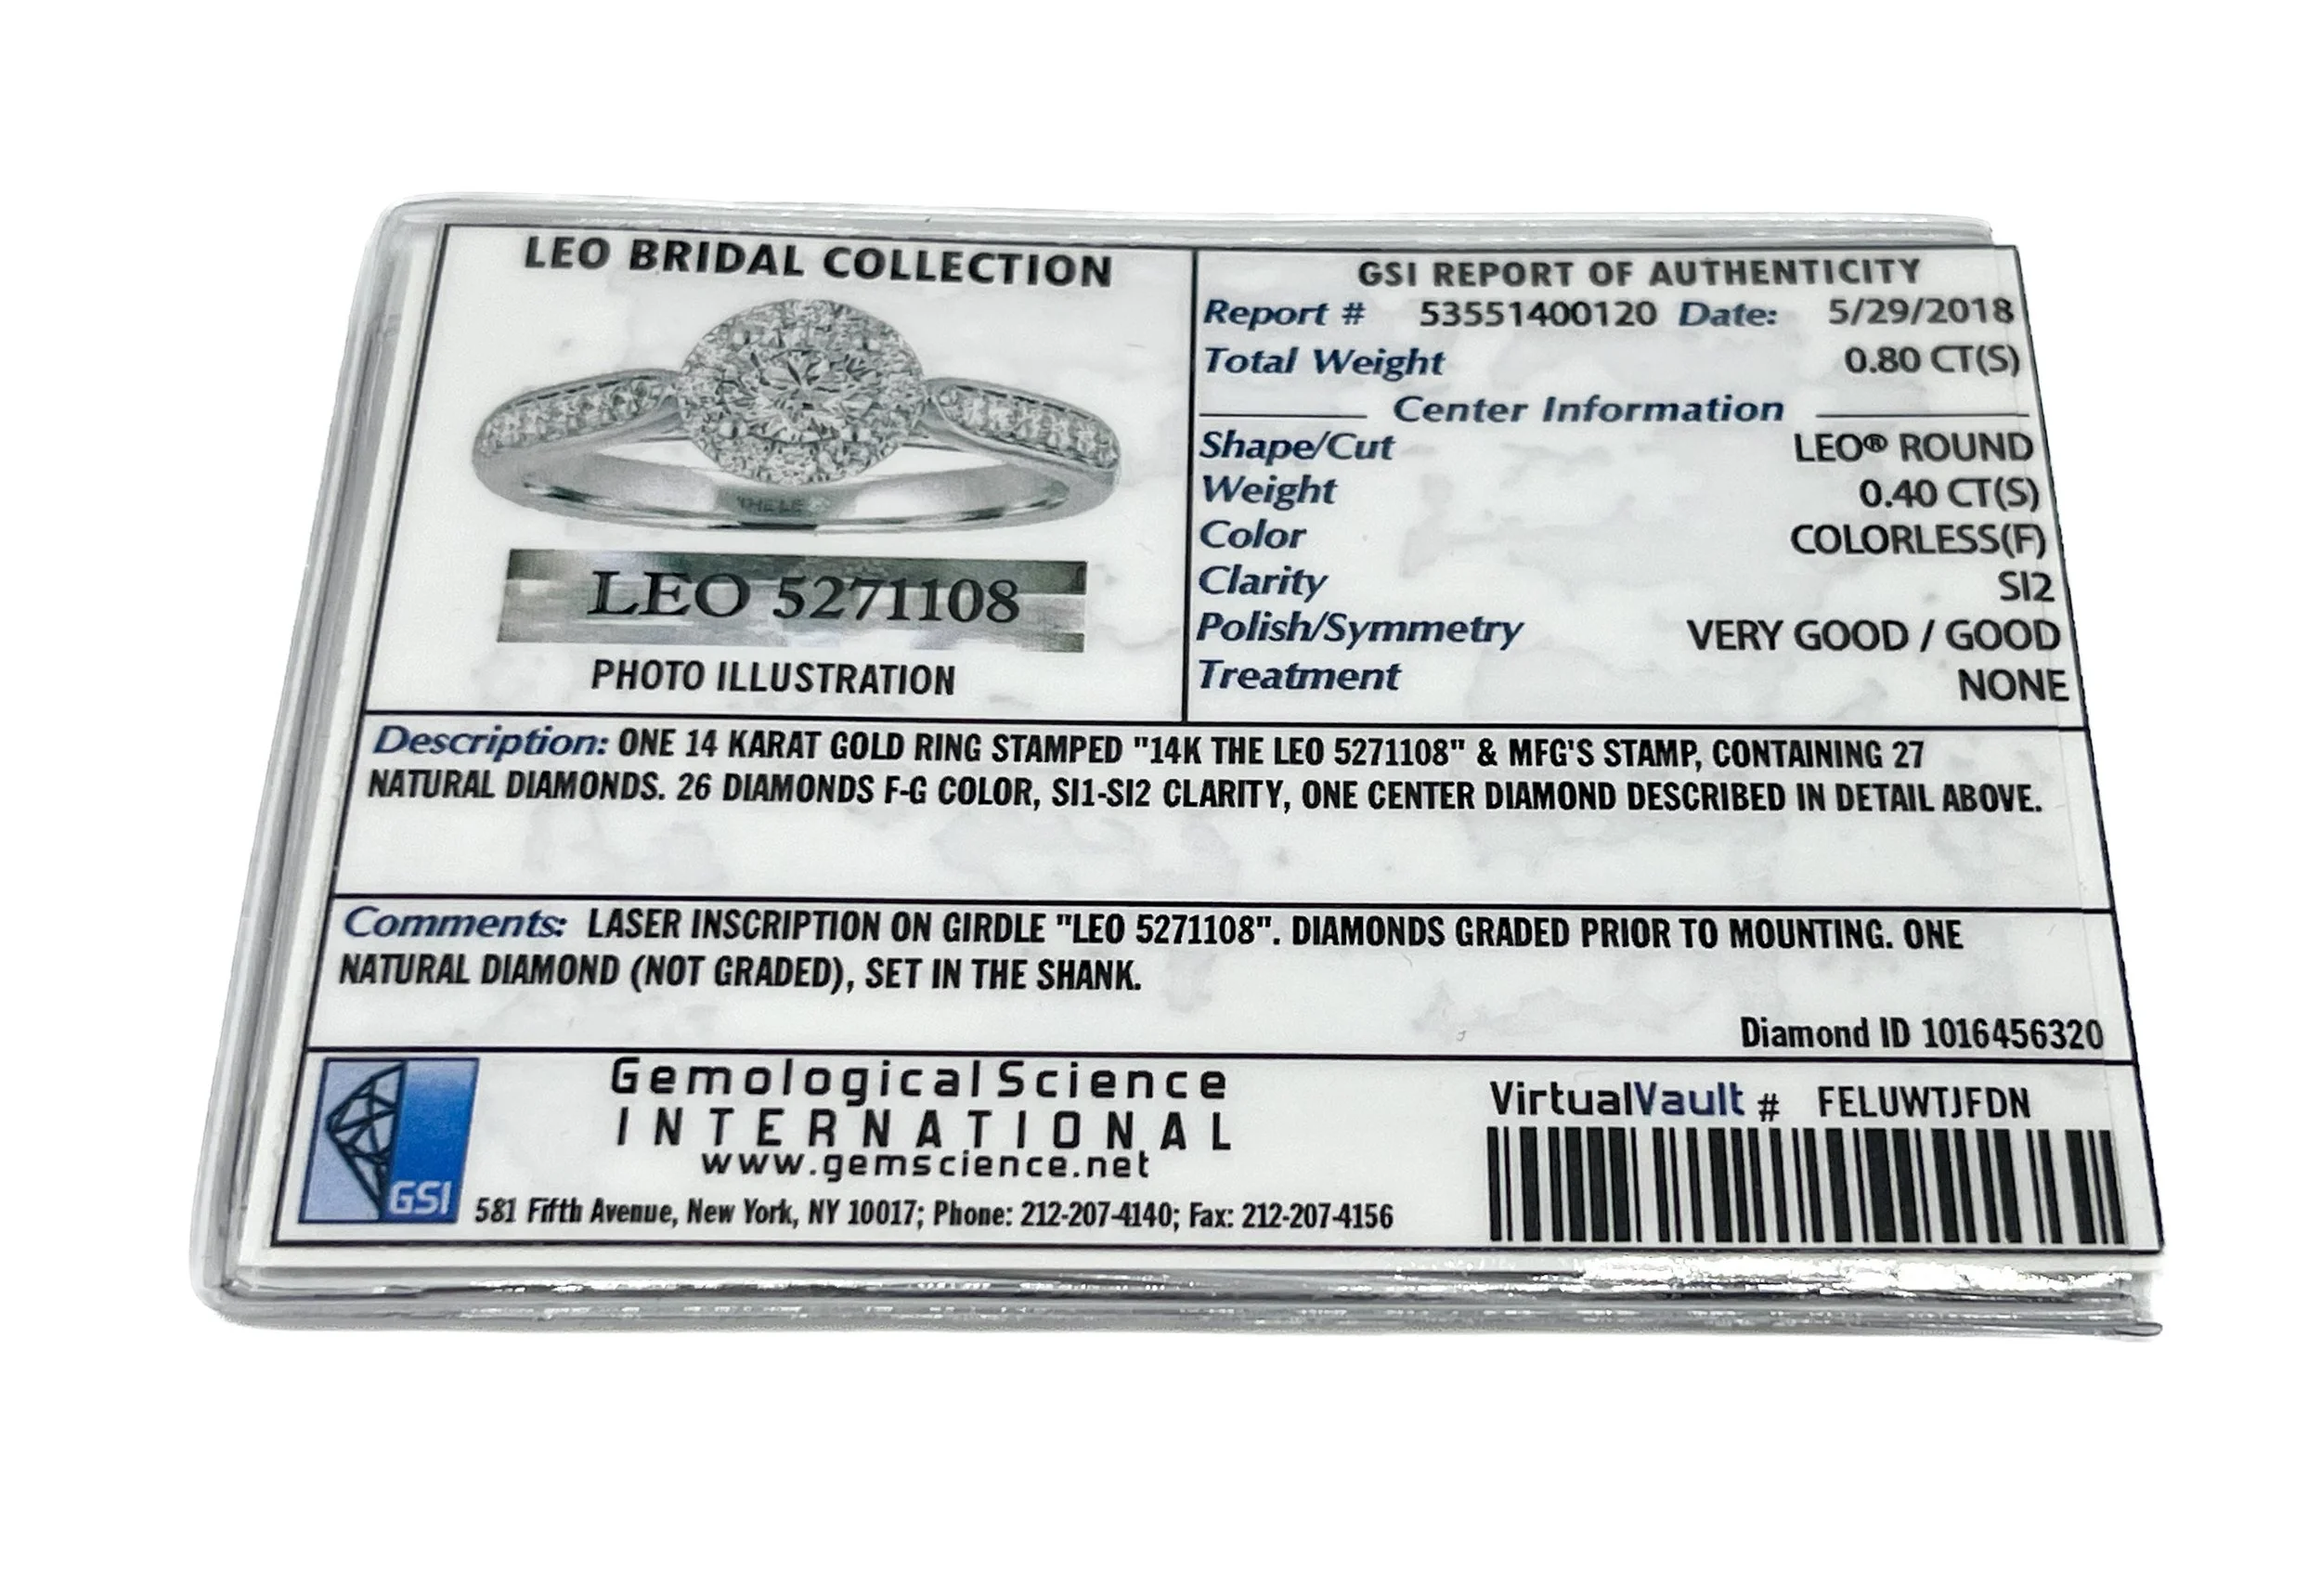 LEO BRIDAL COLLECTION
LEO 5271108
PHOTO ILLUSTRATION
GSI REPORT OF AUTHENTICITY
Report # 53551400120 Date: 5/29/2018
Total Weight 0.80 CT(S)
Center Information
Shape/Cut LEO® ROUND
Weight 0.40 CT(S)
Color COLORLESS(F)
Clarity SI2
Polish/Symmetry VERY GOOD / GOOD
Treatment NONE
Description: ONE 14 KARAT GOLD RING STAMPED "14K THE LEO 5271108" & MFG'S STAMP, CONTAINING 27
NATURAL DIAMONDS. 26 DIAMONDS F-G COLOR, SI1-SI2 CLARITY, ONE CENTER DIAMOND DESCRIBED IN DETAIL ABOVE.
Comments: LASER INSCRIPTION ON GIRDLE "LEO 5271108". DIAMONDS GRADED PRIOR TO MOUNTING. ONE
NATURAL DIAMOND (NOT GRADED), SET IN THE SHANK.
Diamond ID 1016456320
GSI
GemologicalScience
INTERNATIONAL
www.gemscience.net
581 Fifth Avenue, New York, NY 10017; Phone: 212-207-4140; Fax: 212-207-4156
VirtualVault # FELUWTJFDN